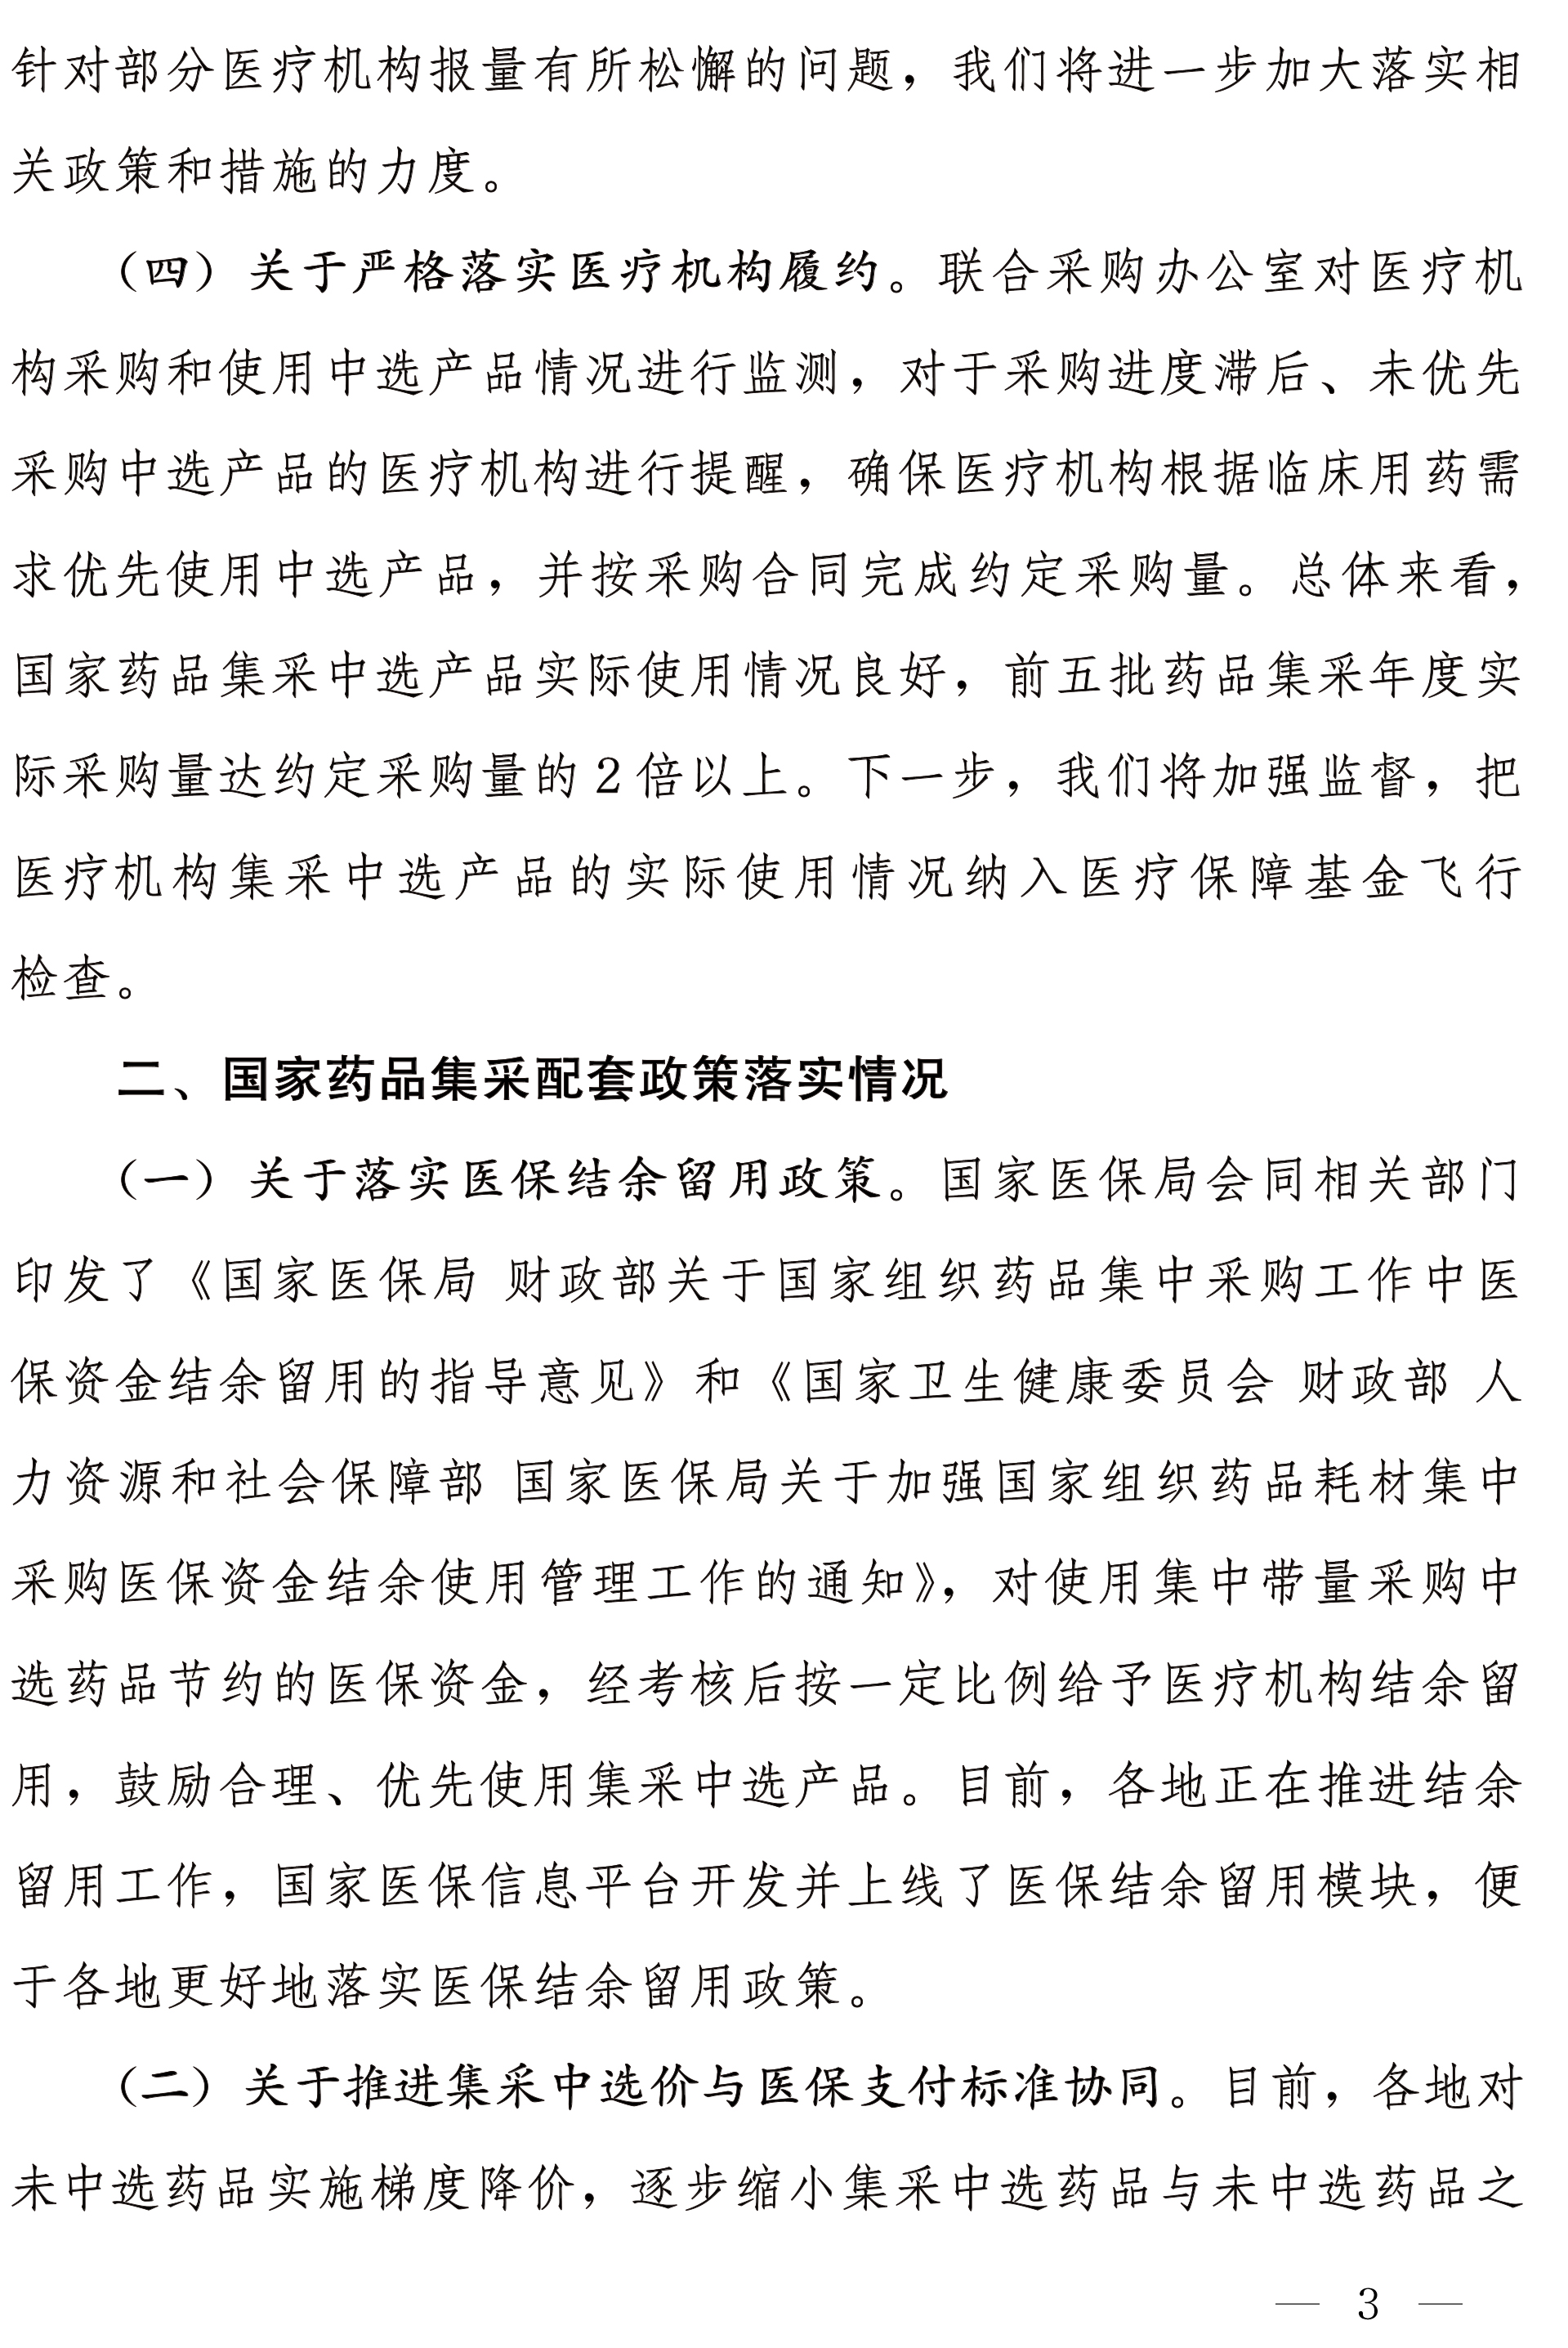 针对部分医疗机构报量有所松懈的问题，我们将进一步加大落实相
关政策和措施的力度。
（四）关于严格落实医疗机构履约。联合采购办公室对医疗机
构采购和使用中选产品情况进行监测，对于采购进度滞后、未优先
采购中选产品的医疗机构进行提醒，确保医疗机构根据临床用药需
求优先使用中选产品，并按采购合同完成约定采购量。总体来看，
国家药品集采中选产品实际使用情况良好，前五批药品集采年度实
际采购量达约定采购量的2倍以上。下一步，我们将加强监督，把
医疗机构集采中选产品的实际使用情况纳入医疗保障基金飞行
检查。
二、国家药品集采配套政策落实情况
（一）关于落实医保结余留用政策。国家医保局会同相关部门
印发了《国家医保局 财政部关于国家组织药品集中采购工作中医
保资金结余留用的指导意见》和《国家卫生健康委员会 财政部 人
力资源和社会保障部 国家医保局关于加强国家组织药品耗材集中
采购医保资金结余使用管理工作的通知》，对使用集中带量采购中
选药品节约的医保资金，经考核后按一定比例给予医疗机构结余留
用，鼓励合理、优先使用集采中选产品。目前，各地正在推进结余
留用工作，国家医保信息平台开发并上线了医保结余留用模块，便
于各地更好地落实医保结余留用政策。
（二）关于推进集采中选价与医保支付标准协同。目前，各地对
未中选药品实施梯度降价，逐步缩小集采中选药品与未中选药品之
— 3 —